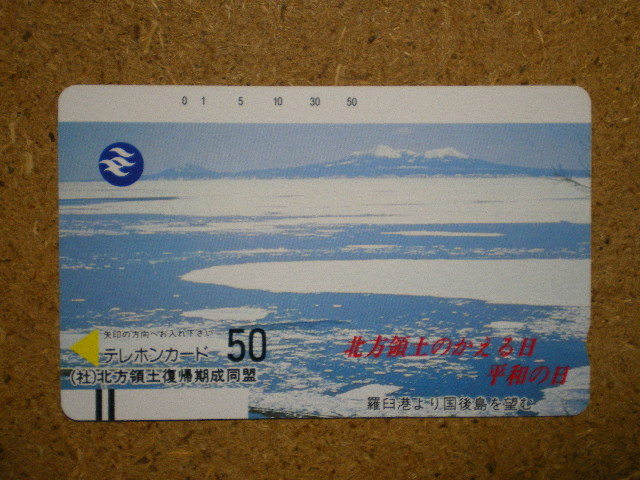 0 1 5 10 30 50
矢印の方向へお入れ下さい
テレホンカード 50
(社)北方領土復帰期成同盟
北方領土のかえる日
平和の日
羅臼港より国後島を望む